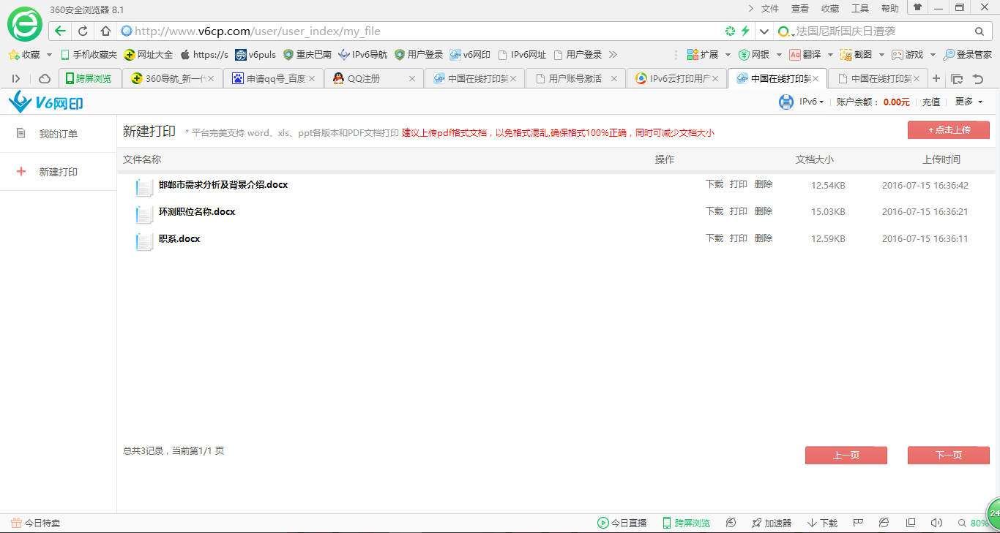 360安全浏览器 8.1
文件 查看 收藏 工具 帮助
http://www.v6cp.com/user/user_index/my_file
法国尼斯国庆日遭袭
收藏 手机收藏夹 网址大全 https://s v6puls 重庆巴南 IPv6导航 用户登录 v6网印 IPv6网址 用户登录 扩展 网银 翻译 截图 游戏 登录管家
跨屏浏览 360导航_新一代 申请qq号_百度 QQ注册 中国在线打印第 用户账号激活 IPv6云打印用户 中国在线打印第 中国在线打印第
V6网印
IPv6 账户余额： 0.00元 充值 更多
我的订单
新建打印
新建打印 * 平台完美支持 word、xls、ppt各版本和PDF文档打印 建议上传pdf格式文档，以免格式混乱,确保格式100%正确，同时可减少文档大小
+ 点击上传
文件名称 操作 文档大小 上传时间
邯郸市需求分析及背景介绍.docx 下载 打印 删除 12.54KB 2016-07-15 16:36:42
环测职位名称.docx 下载 打印 删除 15.03KB 2016-07-15 16:36:21
职系.docx 下载 打印 删除 12.59KB 2016-07-15 16:36:11
总共3记录，当前第1/1 页
上一页 下一页
今日特卖 今日直播 跨屏浏览 加速器 下载 80%
24